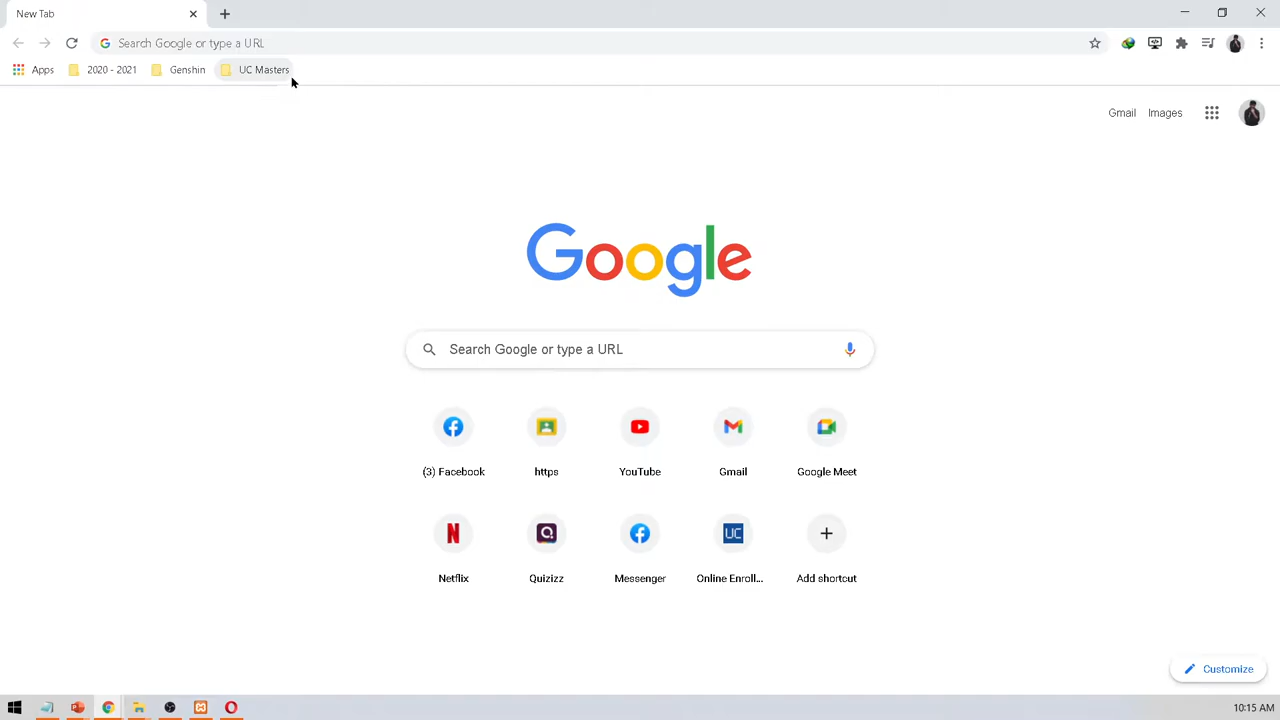 New Tab
Search Google or type a URL
Apps
2020 - 2021
Genshin
UC Masters
Gmail
Images
Google
Search Google or type a URL
(3) Facebook
https
YouTube
Gmail
Google Meet
UC
Netflix
Quizizz
Messenger
Online Enroll...
Add shortcut
Customize
10:15 AM